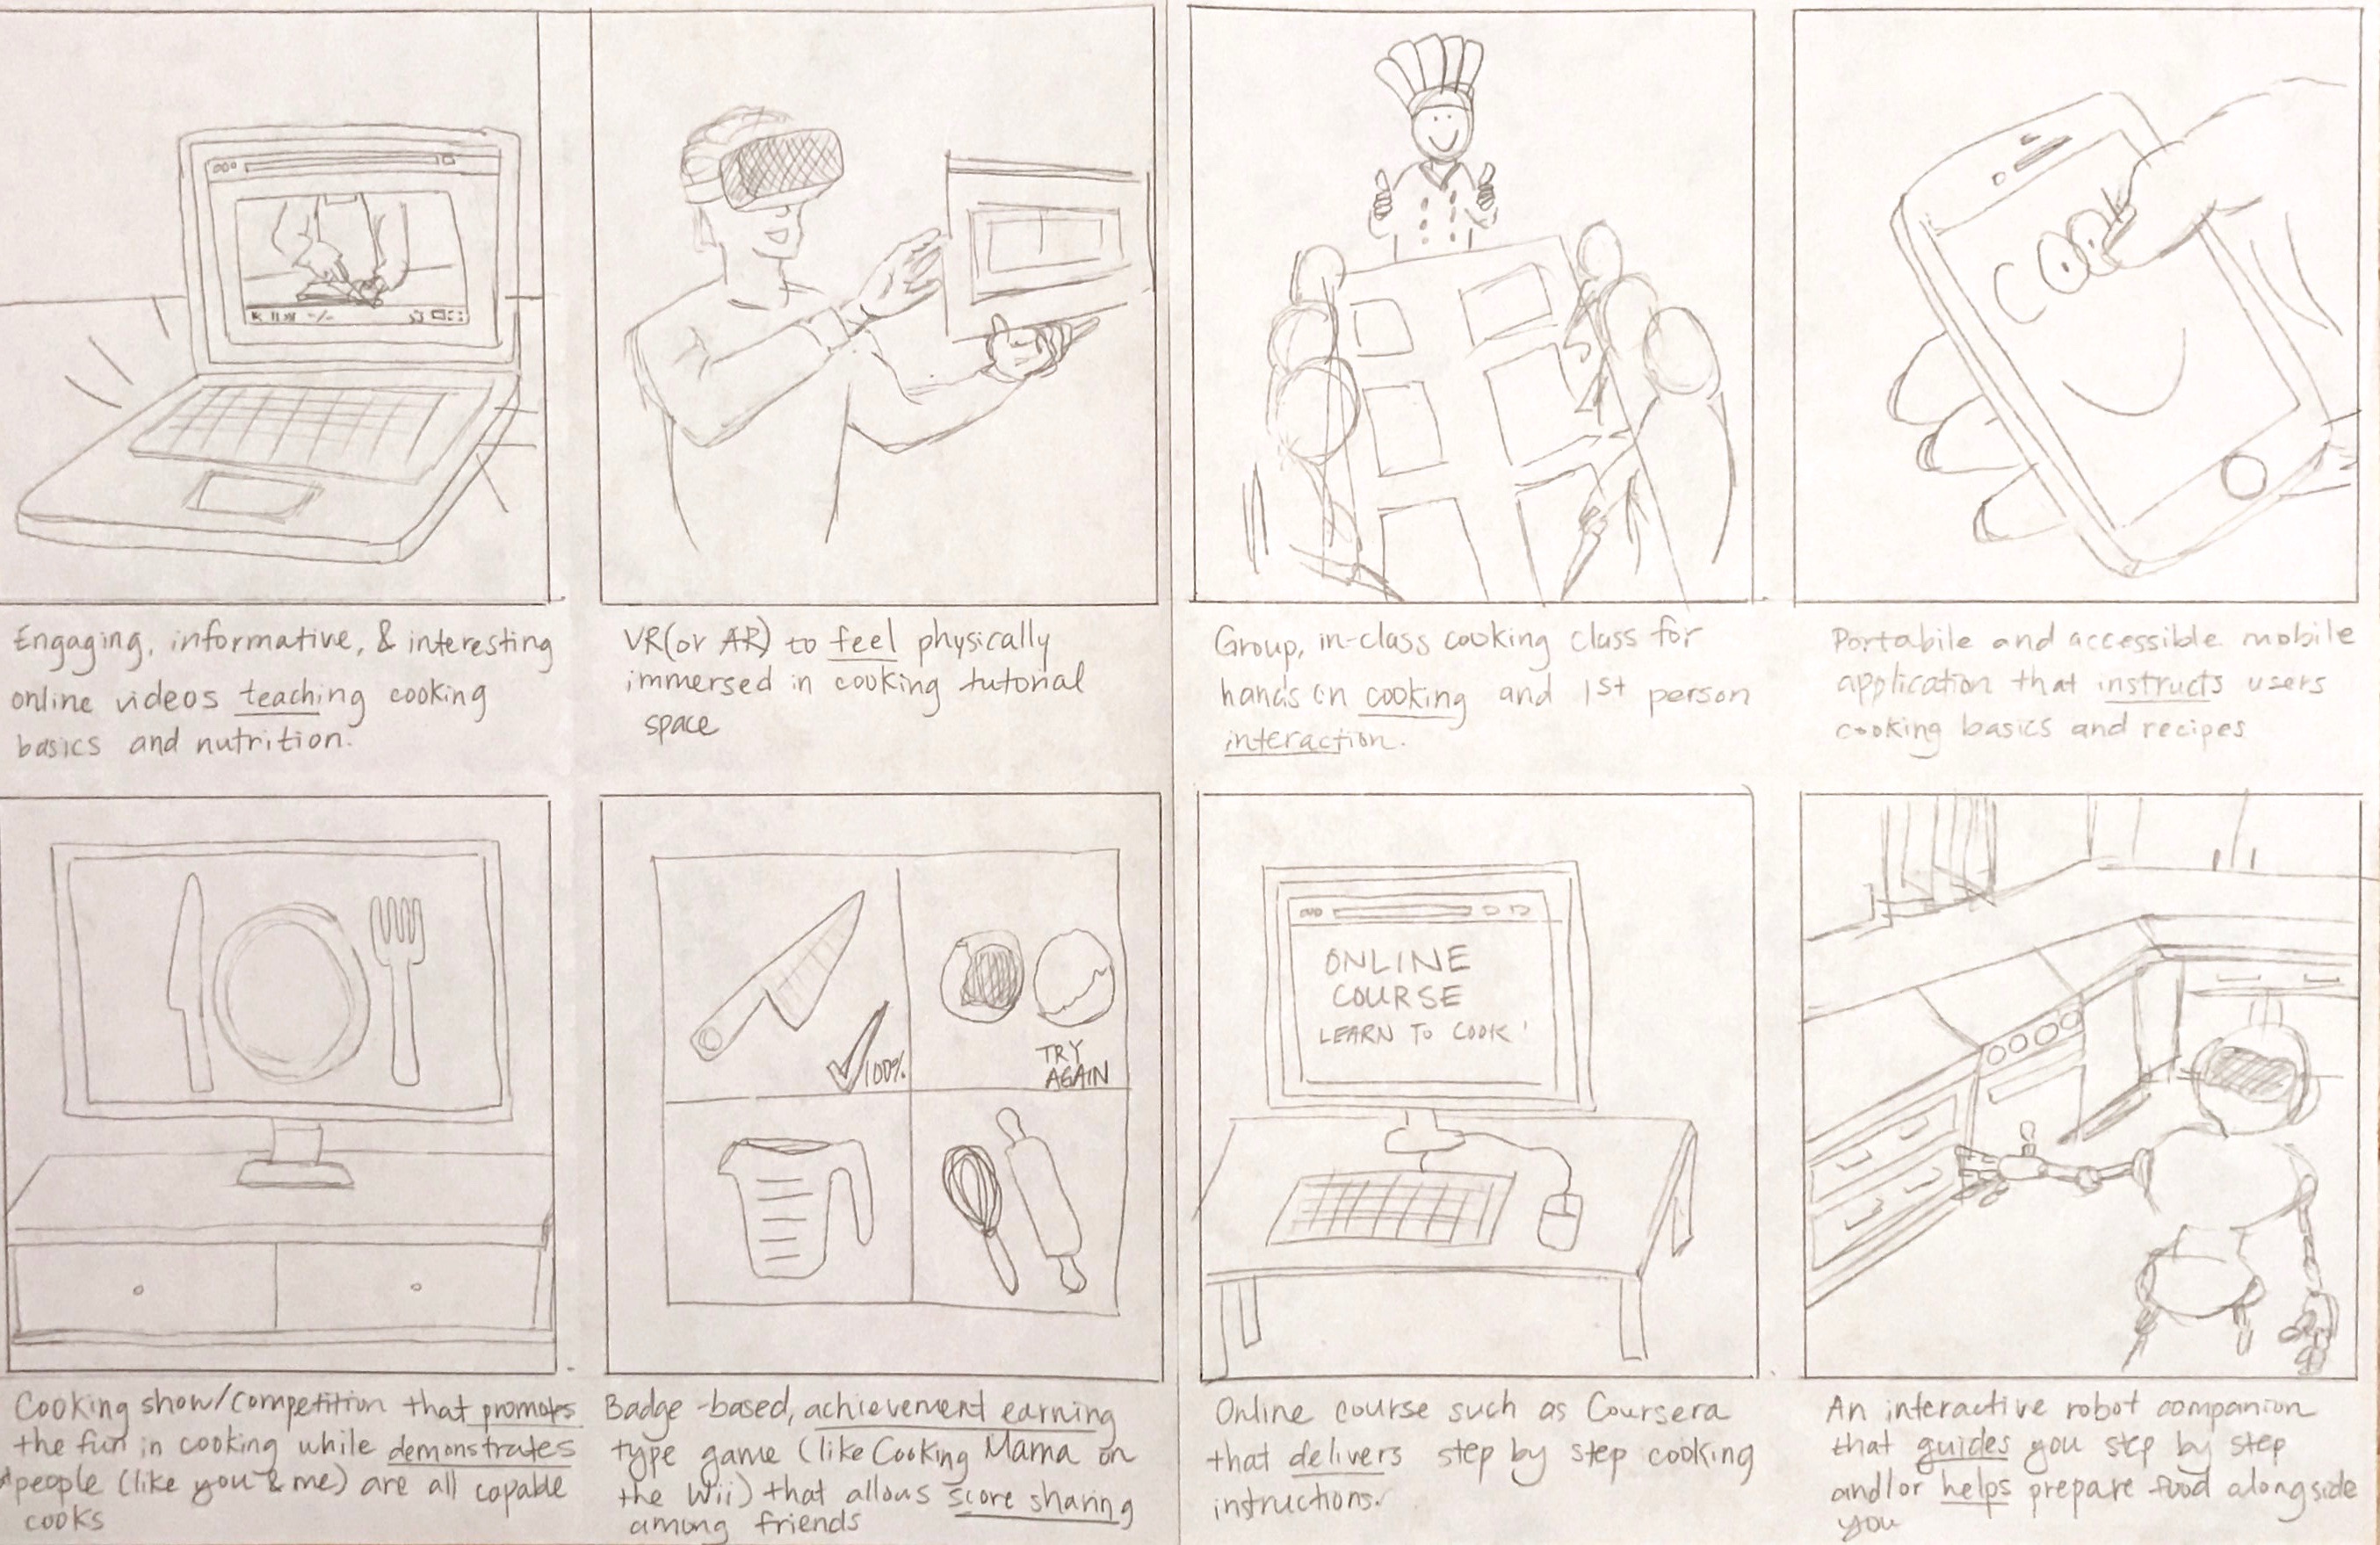 Engaging, informative, & interesting
online videos teaching cooking
basics and nutrition.
VR(or AR) to feel physically
immersed in cooking tutorial
space
Group, in-class cooking class for
hands on cooking and 1st person
interaction.
COOK
Portabile and accessible mobile
application that instructs users
cooking basics and recipes
Cooking show/competition that promotes
the fun in cooking while demonstrates
people (like you & me) are all capable
cooks
100%
TRY
AGAIN
Badge-based, achievement earning
type game (like Cooking Mama on
the Wii) that allows score sharing
among friends
ONLINE
COURSE
LEARN TO COOK
Online course such as Coursera
that delivers step by step cooking
instructions.
An interactive robot companion
that guides you step by step
and/or helps prepare food alongside
you